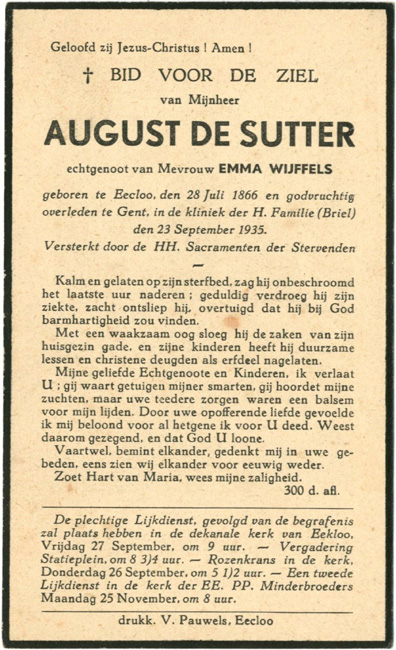 Geloofd zij Jezus-Christus ! Amen !
† BID VOOR DE ZIEL
van Mijnheer
AUGUST DE SUTTER
echtgenoot van Mevrouw EMMA WIJFFELS
geboren te Eecloo, den 28 Juli 1866 en godvruchtig
overleden te Gent, in de kliniek der H. Familie (Briel)
den 23 September 1935.
Versterkt door de HH. Sacramenten der Stervenden
—
Kalm en gelaten op zijn sterfbed, zag hij onbeschroomd
het laatste uur naderen ; geduldig verdroeg hij zijn
ziekte, zacht ontsliep hij, overtuigd dat hij bij God
barmhartigheid zou vinden.
Met een waakzaam oog sloeg hij de zaken van zijn
huisgezin gade, en zijne kinderen heeft hij duurzame
lessen en christene deugden als erfdeel nagelaten.
Mijne geliefde Echtgenoote en Kinderen, ik verlaat
U ; gij waart getuigen mijner smarten, gij hoordet mijne
zuchten, maar uwe teedere zorgen waren een balsem
voor mijn lijden. Door uwe opofferende liefde gevoelde
ik mij beloond voor al hetgene ik voor U deed. Weest
daarom gezegend, en dat God U loone.
Vaartwel, bemint elkander, gedenkt mij in uwe ge-
beden, eens zien wij elkander voor eeuwig weder.
Zoet Hart van Maria, wees mijne zaligheid.
300 d. afl.
De plechtige Lijkdienst, gevolgd van de begrafenis
zal plaats hebben in de dekanale kerk van Eekloo,
Vrijdag 27 September, om 9 uur. — Vergadering
Statieplein, om 8 3/4 uur. — Rozenkrans in de kerk,
Donderdag 26 September, om 5 1/2 uur. — Een tweede
Lijkdienst in de kerk der EE. PP. Minderbroeders
Maandag 25 November, om 8 uur.
drukk. V. Pauwels, Eecloo